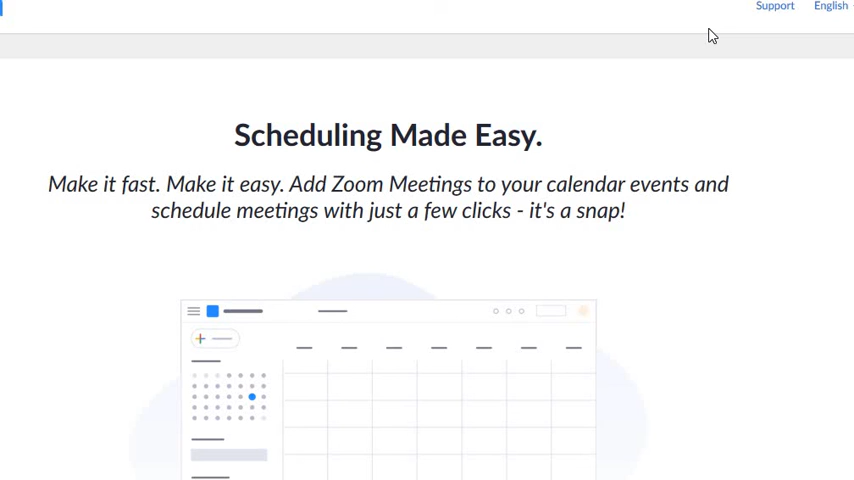 Support English
Scheduling Made Easy.
Make it fast. Make it easy. Add Zoom Meetings to your calendar events and
schedule meetings with just a few clicks - it's a snap!